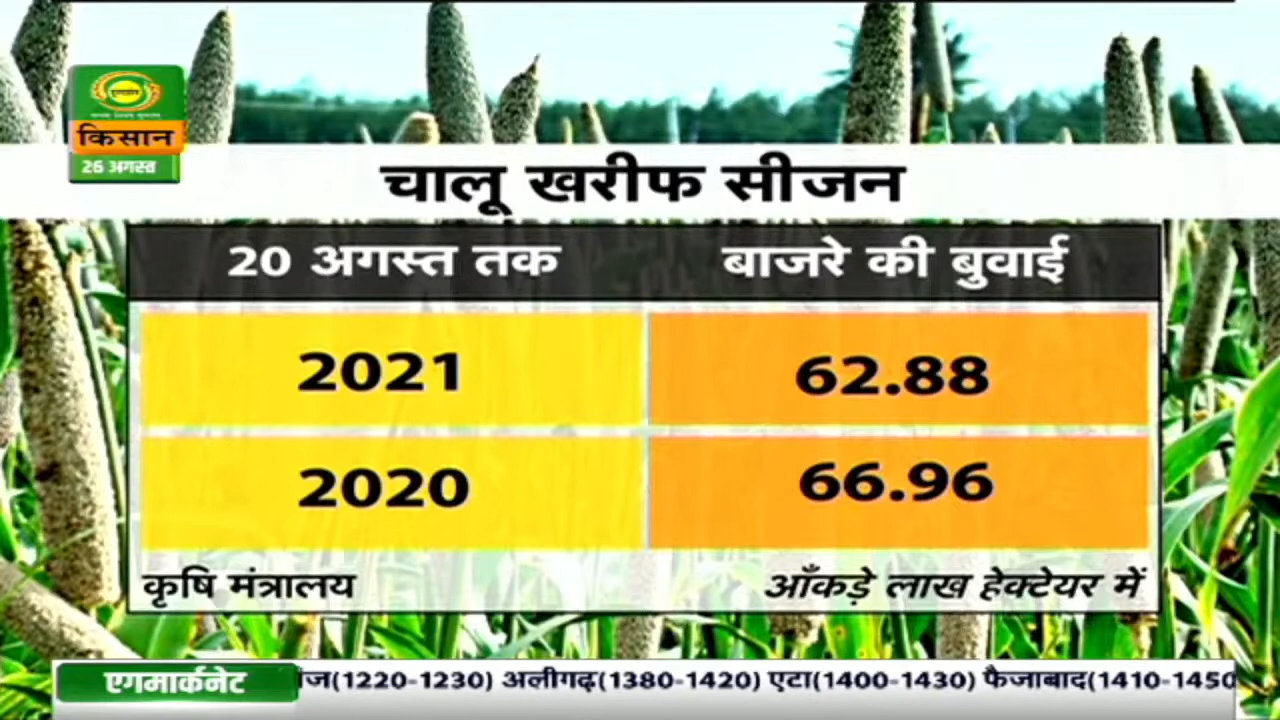 किसान
26 अगस्त
चालू खरीफ सीजन
20 अगस्त तक बाजरे की बुवाई
2021 62.88
2020 66.96
कृषि मंत्रालय आँकड़े लाख हेक्टेयर में
एगमार्कनेट ंज(1220-1230) अलीगढ़(1380-1420) एटा(1400-1430) फैजाबाद(1410-1450